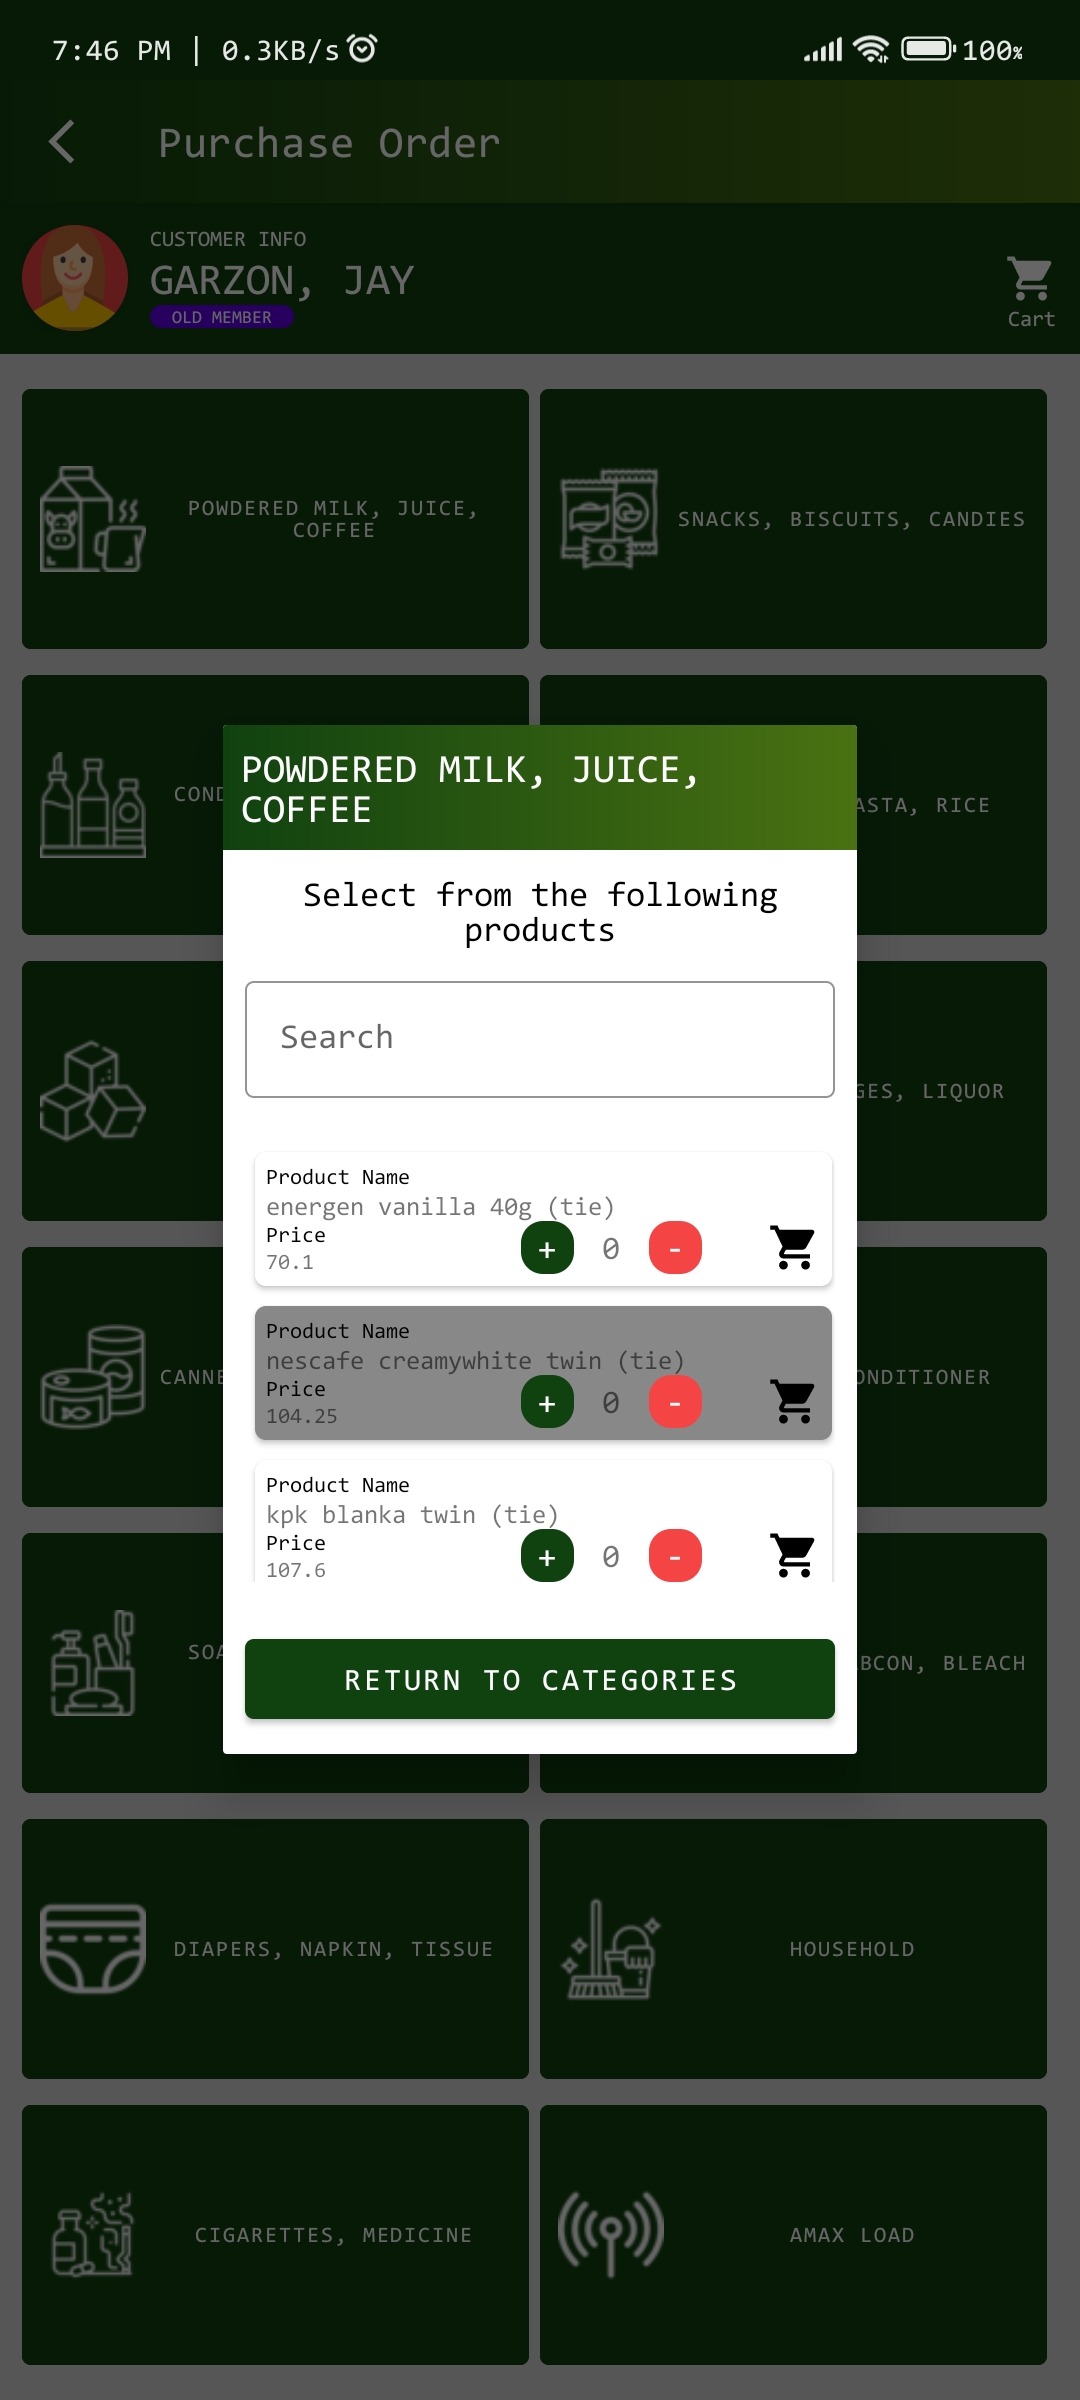 7:46 PM | 0.3KB/s
100%
Purchase Order
CUSTOMER INFO
GARZON, JAY
OLD MEMBER
Cart
POWDERED MILK, JUICE,
COFFEE
SNACKS, BISCUITS, CANDIES
COND
ASTA, RICE
POWDERED MILK, JUICE,
COFFEE
Select from the following
products
Search
GES, LIQUOR
Product Name
energen vanilla 40g (tie)
Price
70.1
+ 0 -
Product Name
nescafe creamywhite twin (tie)
Price
104.25
+ 0 -
CANNE
ONDITIONER
Product Name
kpk blanka twin (tie)
Price
107.6
+ 0 -
SOA
BCON, BLEACH
RETURN TO CATEGORIES
DIAPERS, NAPKIN, TISSUE
HOUSEHOLD
CIGARETTES, MEDICINE
AMAX LOAD